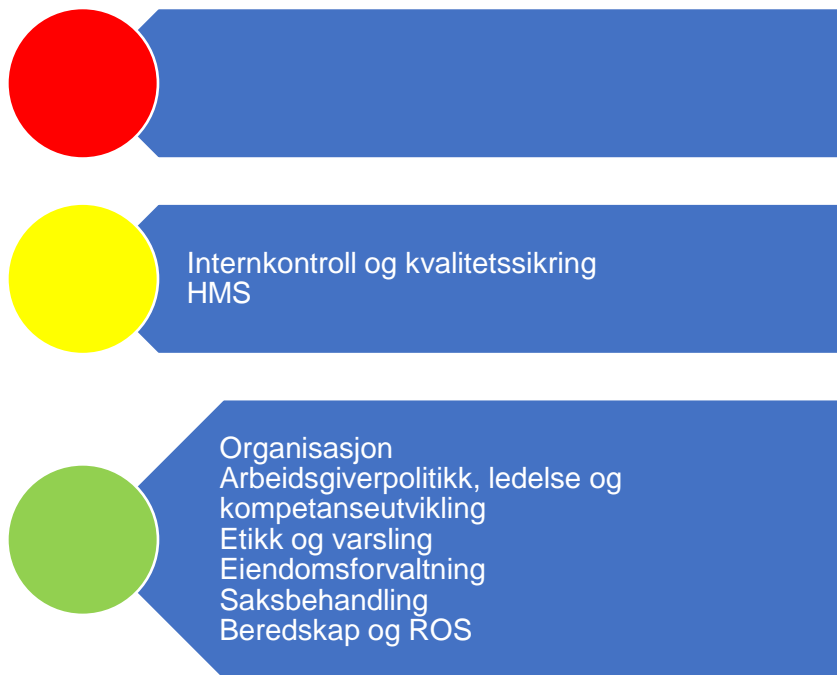 Internkontroll og kvalitetssikring
HMS
Organisasjon
Arbeidsgiverpolitikk, ledelse og
kompetanseutvikling
Etikk og varsling
Eiendomsforvaltning
Saksbehandling
Beredskap og ROS